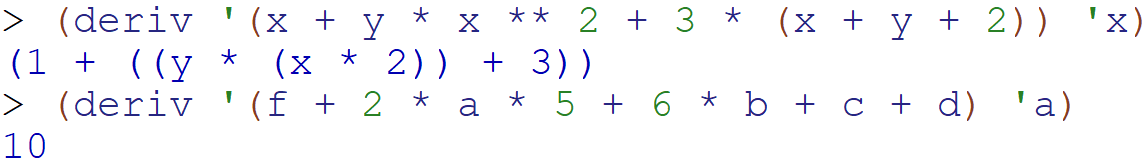 > (deriv '(x + y * x ** 2 + 3 * (x + y + 2)) 'x)
(1 + ((y * (x * 2)) + 3))
> (deriv '(f + 2 * a * 5 + 6 * b + c + d) 'a)
10